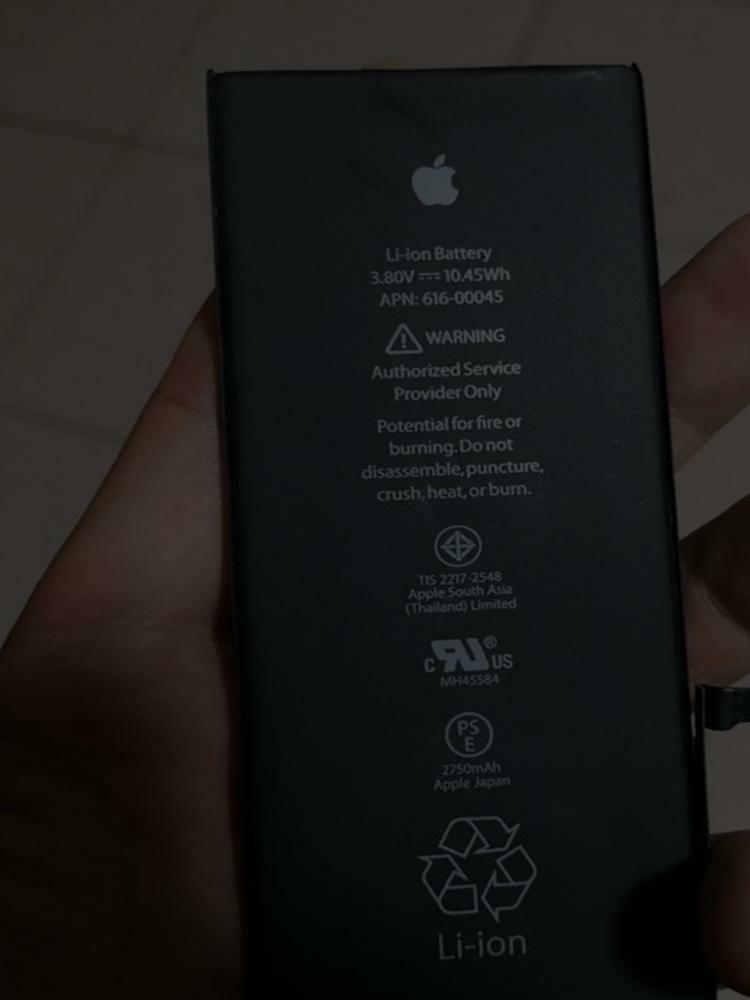 Li-ion Battery
3.80V ⎓ 10.45Wh
APN: 616-00045
WARNING
Authorized Service
Provider Only
Potential for fire or
burning. Do not
disassemble, puncture,
crush, heat, or burn.
TIS 2217-2548
Apple South Asia
(Thailand) Limited
C RU® US
MH45584
PS
E
2750mAh
Apple Japan
Li-ion